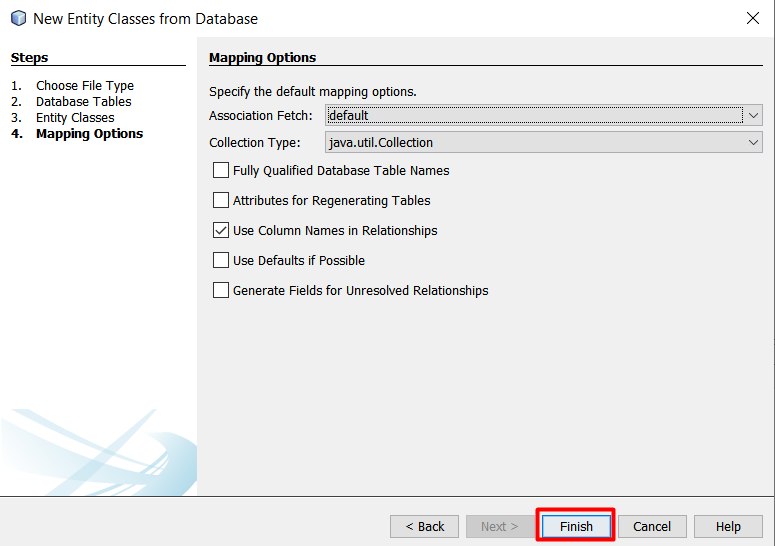 New Entity Classes from Database
Steps
1. Choose File Type
2. Database Tables
3. Entity Classes
4. Mapping Options
Mapping Options
Specify the default mapping options.
Association Fetch: default
Collection Type: java.util.Collection
Fully Qualified Database Table Names
Attributes for Regenerating Tables
Use Column Names in Relationships
Use Defaults if Possible
Generate Fields for Unresolved Relationships
< Back Next > Finish Cancel Help